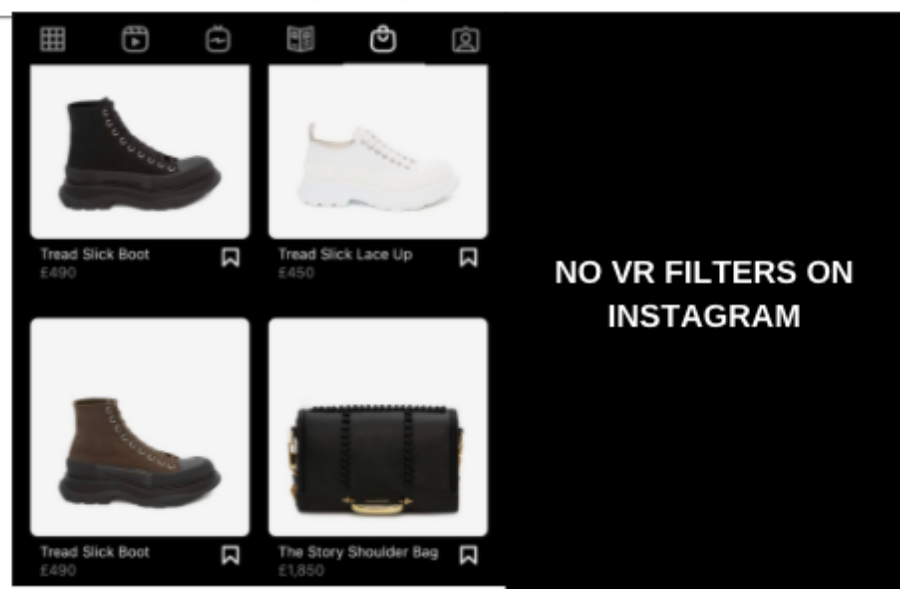 Tread Slick Boot
£490
Tread Slick Lace Up
£450
Tread Slick Boot
£490
The Story Shoulder Bag
£1,850
NO VR FILTERS ON
INSTAGRAM